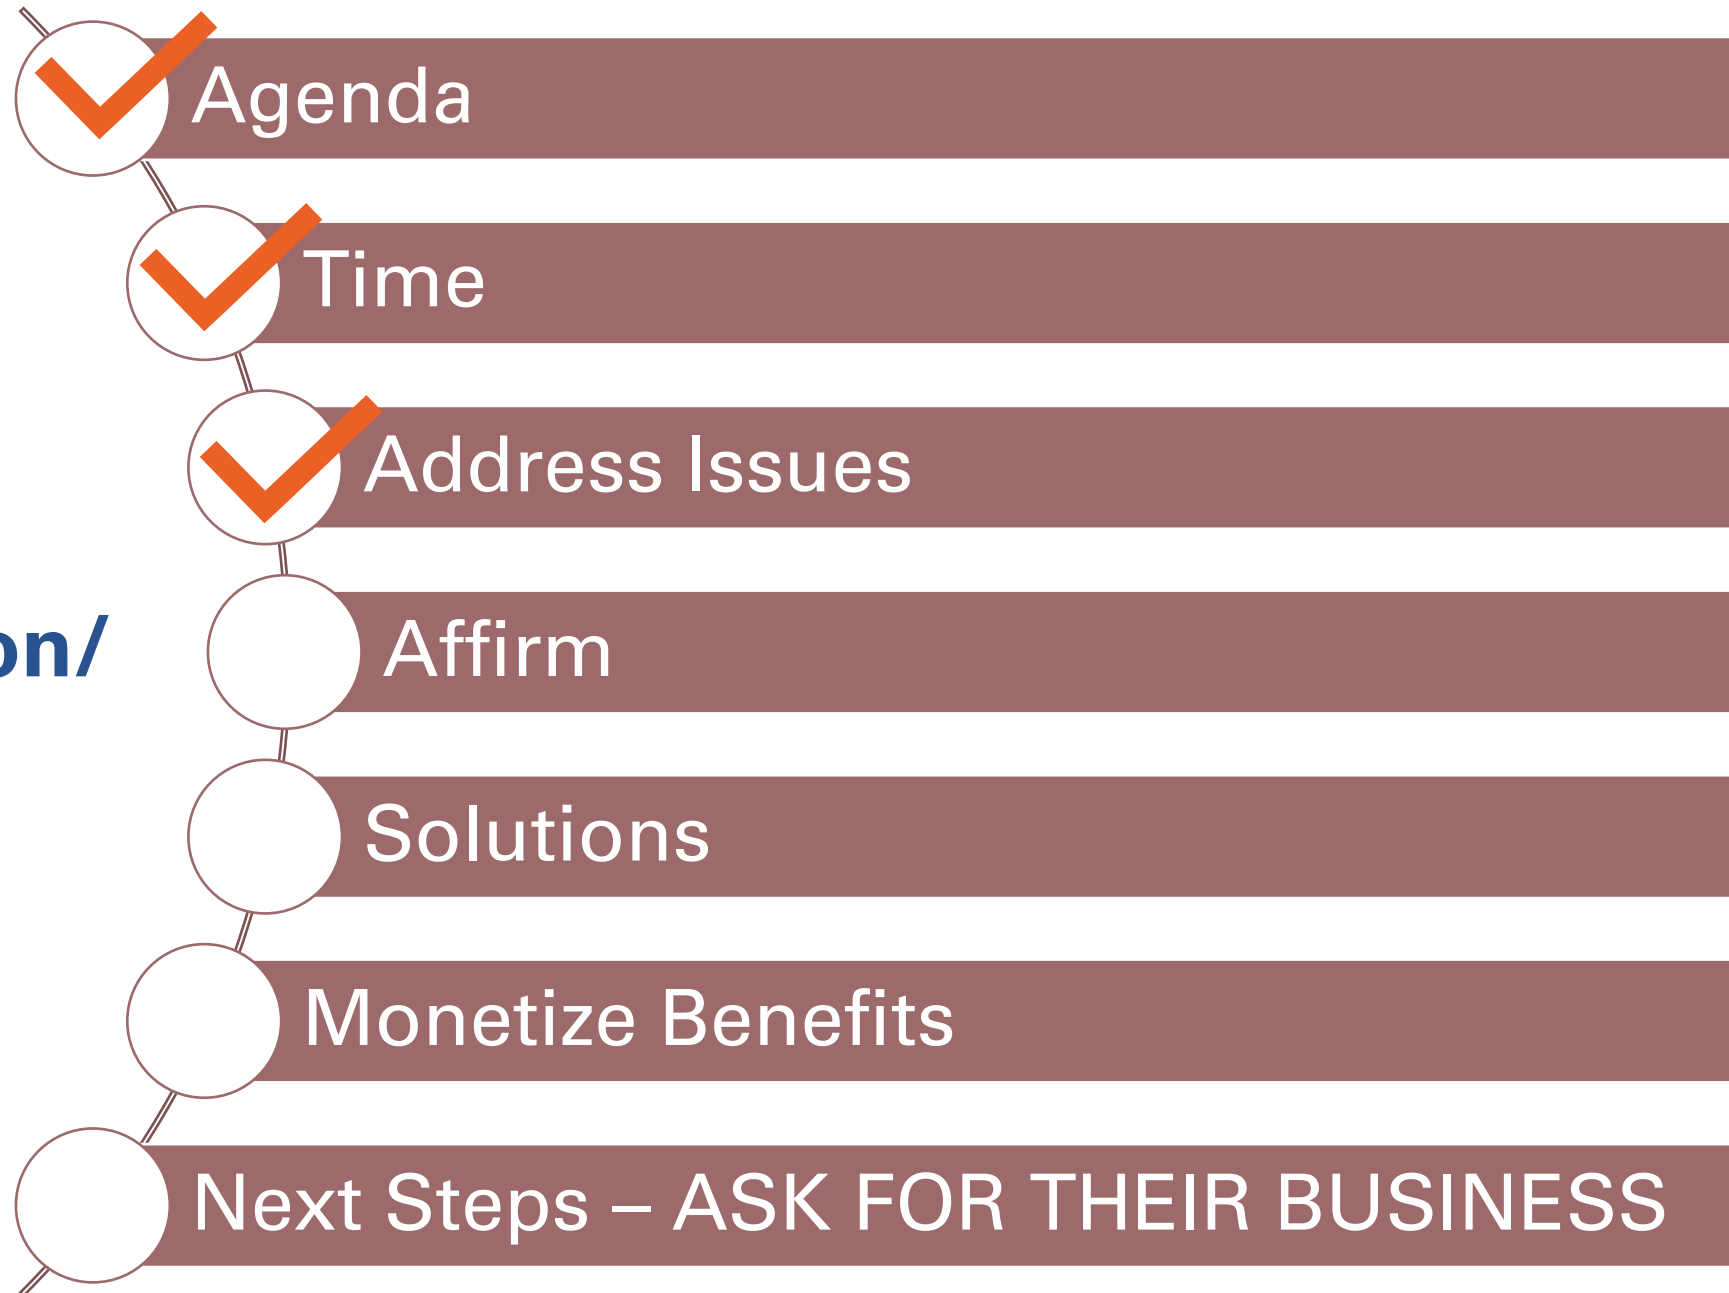 Agenda
Time
Address Issues
on/
Affirm
Solutions
Monetize Benefits
Next Steps – ASK FOR THEIR BUSINESS